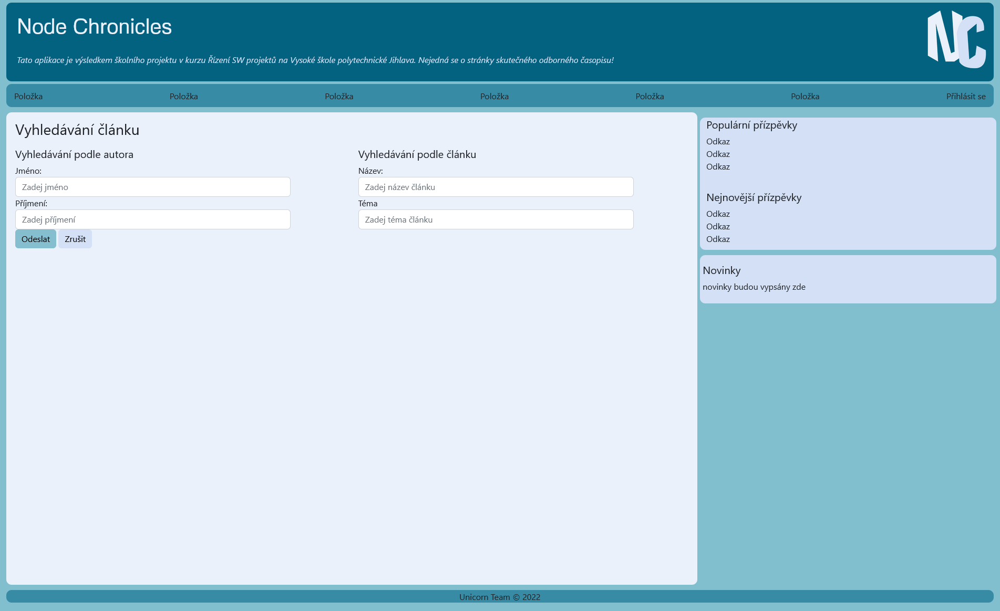 Node Chronicles
NC
Tato aplikace je výsledkem školního projektu v kurzu Řízení SW projektů na Vysoké škole polytechnické Jihlava. Nejedná se o stránky skutečného odborného časopisu!
Položka Položka Položka Položka Položka Položka Přihlásit se
Vyhledávání článku
Vyhledávání podle autora
Jméno:
Zadej jméno
Příjmení:
Zadej příjmení
Odeslat Zrušit
Vyhledávání podle článku
Název:
Zadej název článku
Téma
Zadej téma článku
Populární přízpěvky
Odkaz
Odkaz
Odkaz
Nejnovější přízpěvky
Odkaz
Odkaz
Odkaz
Novinky
novinky budou vypsány zde
Unicorn Team © 2022